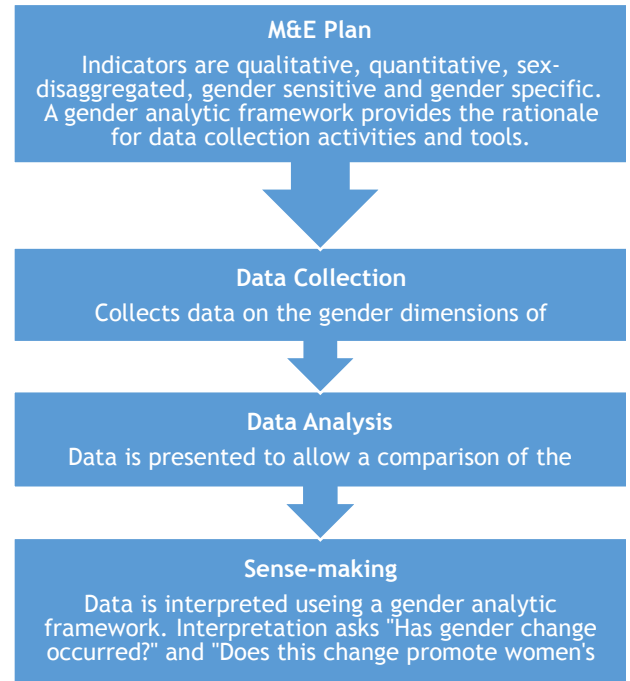 M&E Plan
Indicators are qualitative, quantitative, sex-
disaggregated, gender sensitive and gender specific.
A gender analytic framework provides the rationale
for data collection activities and tools.
Data Collection
Collects data on the gender dimensions of
Data Analysis
Data is presented to allow a comparison of the
Sense-making
Data is interpreted useing a gender analytic
framework. Interpretation asks "Has gender change
occurred?" and "Does this change promote women's